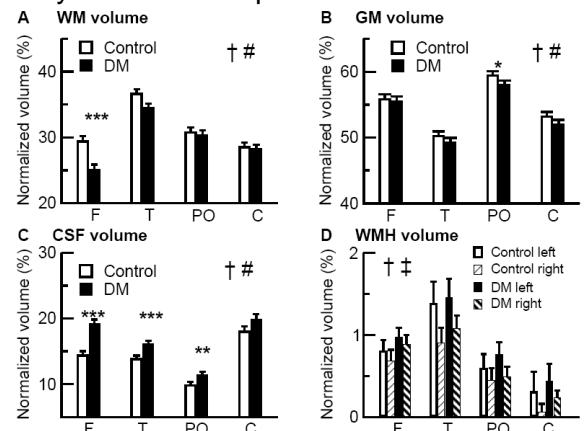 A WM volume
Normalized volume (%)
40
30
20
Control
DM
† #
***
F T PO C
B GM volume
Normalized volume (%)
60
50
40
Control
DM
† #
*
F T PO C
C CSF volume
Normalized volume (%)
30
20
10
Control
DM
† #
*** *** **
F T PO C
D WMH volume
Normalized volume (%)
2
1
0
Control left
Control right
DM left
DM right
† ‡
F T PO C